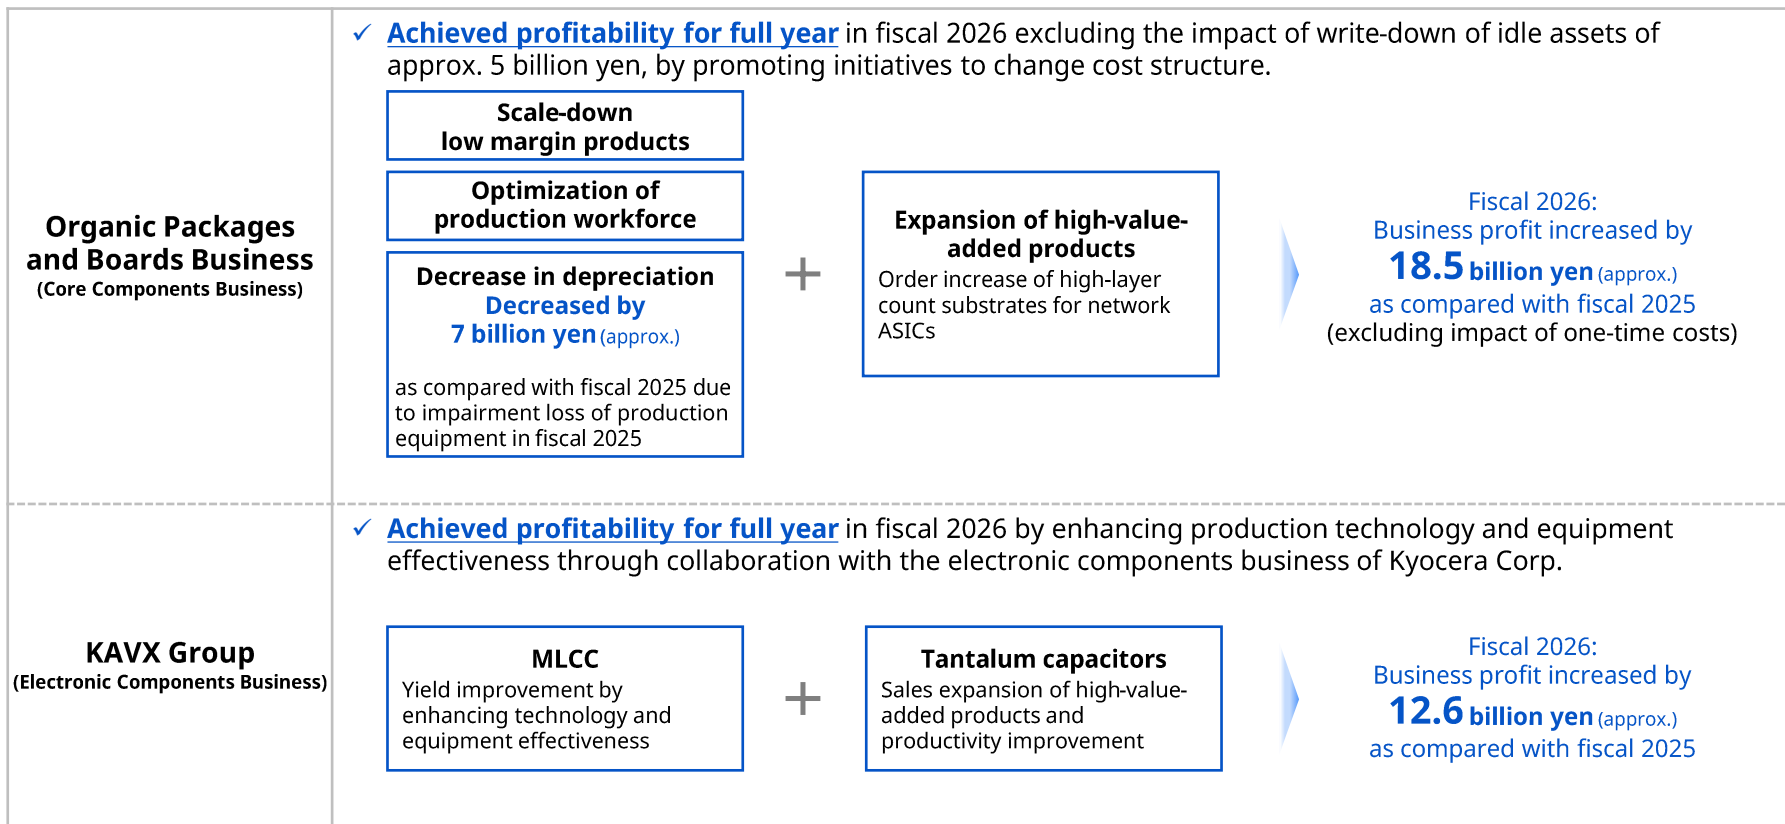 Organic Packages
and Boards Business
(Core Components Business)
✓ Achieved profitability for full year in fiscal 2026 excluding the impact of write-down of idle assets of
approx. 5 billion yen, by promoting initiatives to change cost structure.
Scale-down
low margin products
Optimization of
production workforce
Decrease in depreciation
Decreased by
7 billion yen (approx.)
as compared with fiscal 2025 due
to impairment loss of production
equipment in fiscal 2025
+
Expansion of high-value-
added products
Order increase of high-layer
count substrates for network
ASICs
Fiscal 2026:
Business profit increased by
18.5 billion yen (approx.)
as compared with fiscal 2025
(excluding impact of one-time costs)
KAVX Group
(Electronic Components Business)
✓ Achieved profitability for full year in fiscal 2026 by enhancing production technology and equipment
effectiveness through collaboration with the electronic components business of Kyocera Corp.
MLCC
Yield improvement by
enhancing technology and
equipment effectiveness
+
Tantalum capacitors
Sales expansion of high-value-
added products and
productivity improvement
Fiscal 2026:
Business profit increased by
12.6 billion yen (approx.)
as compared with fiscal 2025